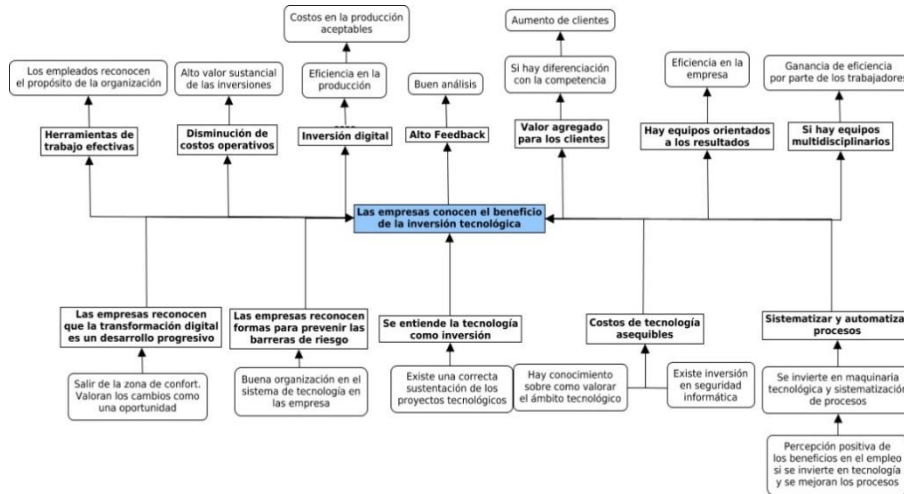 Costos en la producción
aceptables
Aumento de clientes
Los empleados reconocen
el propósito de la organización
Alto valor sustancial
de las inversiones
Eficiencia en la
producción
Buen análisis
Si hay diferenciación
con la competencia
Eficiencia en la
empresa
Ganancia de eficiencia
por parte de los trabajadores
Herramientas de
trabajo efectivas
Disminución de
costos operativos
Inversión digital
Alto Feedback
Valor agregado
para los clientes
Hay equipos orientados
a los resultados
Si hay equipos
multidisciplinarios
Las empresas conocen el beneficio
de la inversión tecnológica
Las empresas reconocen
que la transformación digital
es un desarrollo progresivo
Las empresas reconocen
formas para prevenir las
barreras de riesgo
Se entiende la tecnología
como inversión
Costos de tecnología
asequibles
Sistematizar y automatizar
procesos
Salir de la zona de confort.
Valoran los cambios como
una oportunidad
Buena organización en el
sistema de tecnología en
las empresa
Existe una correcta
sustentación de los
proyectos tecnológicos
Hay conocimiento
sobre como valorar
el ámbito tecnológico
Existe inversión
en seguridad
informática
Se invierte en maquinaria
tecnológica y sistematización
de procesos
Percepción positiva de
los beneficios en el empleo
si se invierte en tecnología
y se mejoran los procesos